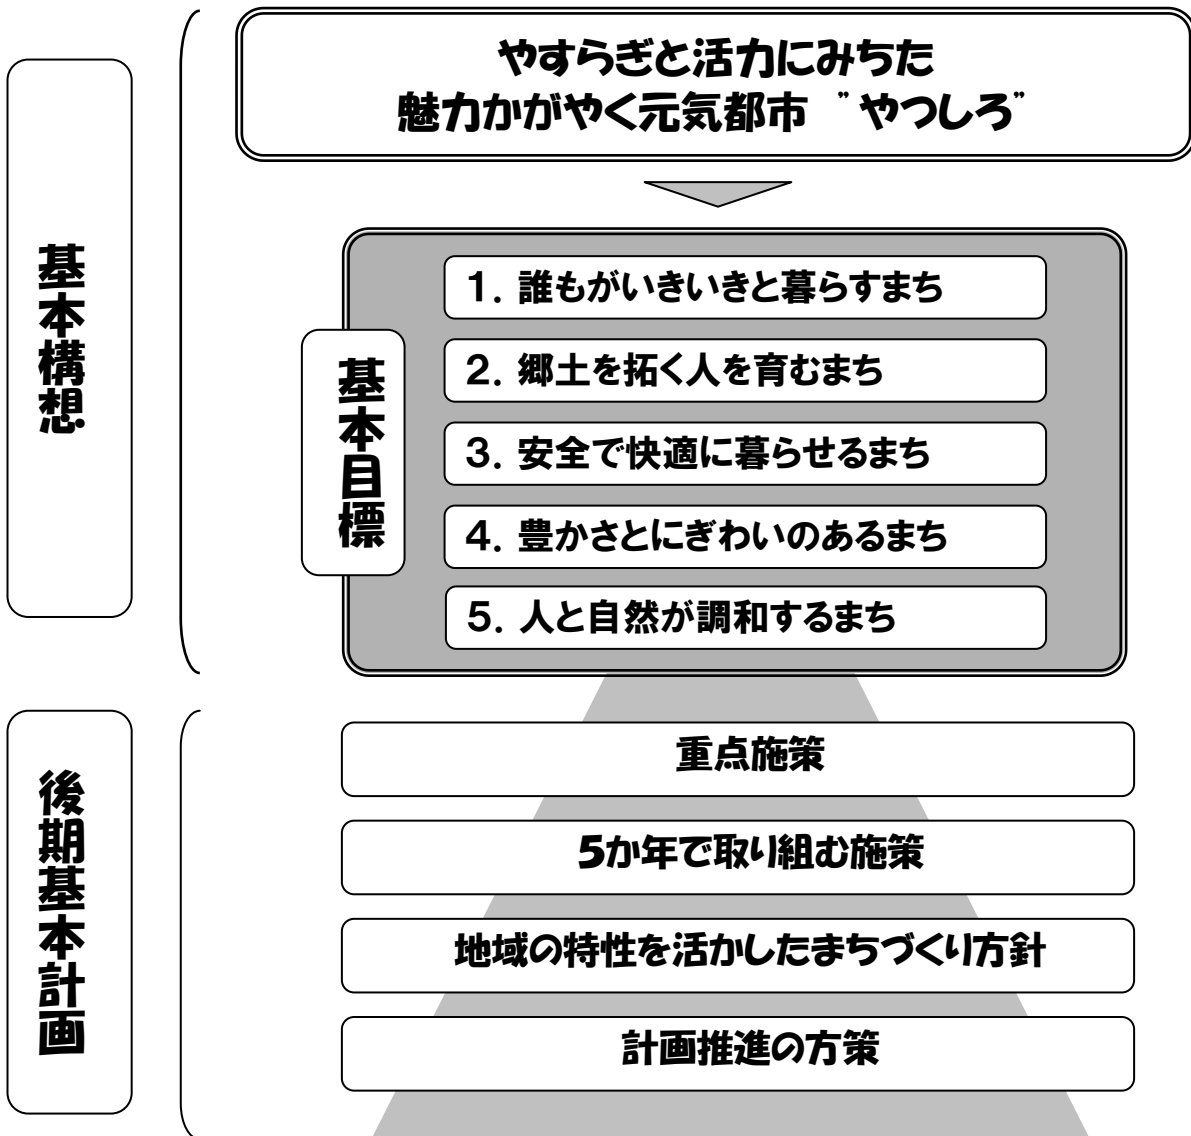 基本構想
やすらぎと活力にみちた
魅力かがやく元気都市 ”やつしろ”
基本目標
1. 誰もがいきいきと暮らすまち
2. 郷土を拓く人を育むまち
3. 安全で快適に暮らせるまち
4. 豊かさとにぎわいのあるまち
5. 人と自然が調和するまち
後期基本計画
重点施策
5か年で取り組む施策
地域の特性を活かしたまちづくり方針
計画推進の方策